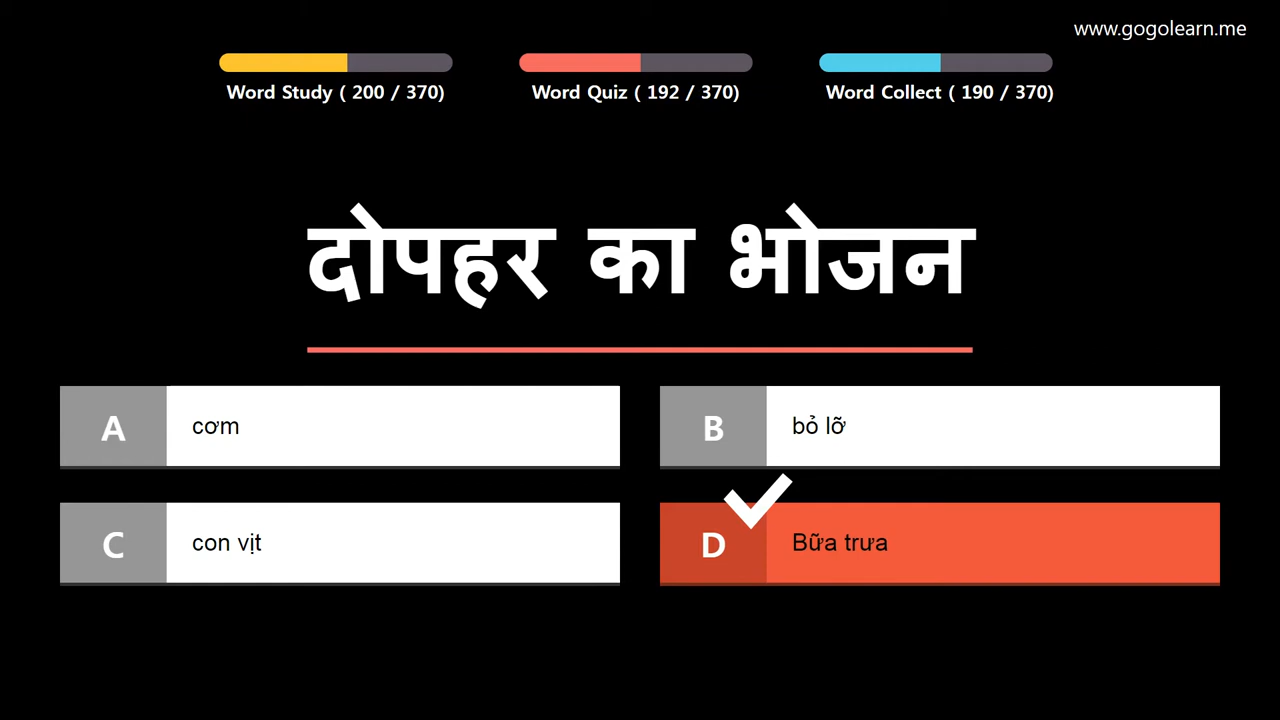 www.gogolearn.me
Word Study ( 200 / 370)
Word Quiz ( 192 / 370)
Word Collect ( 190 / 370)
दोपहर का भोजन
A
cơm
B
bỏ lỡ
C
con vịt
D
Bữa trưa